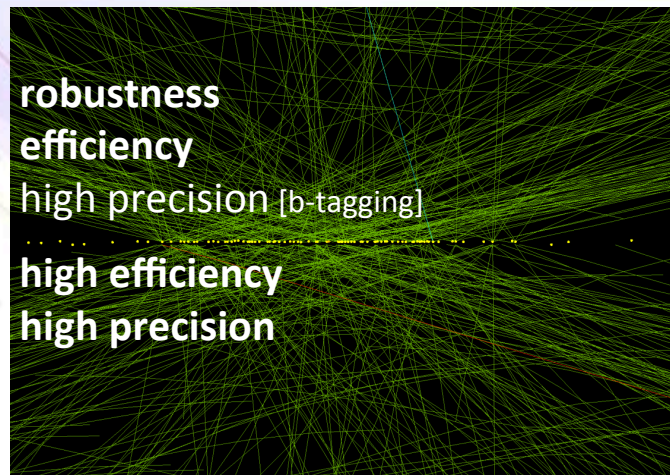 robustness
efficiency
high precision [b-tagging]
high efficiency
high precision